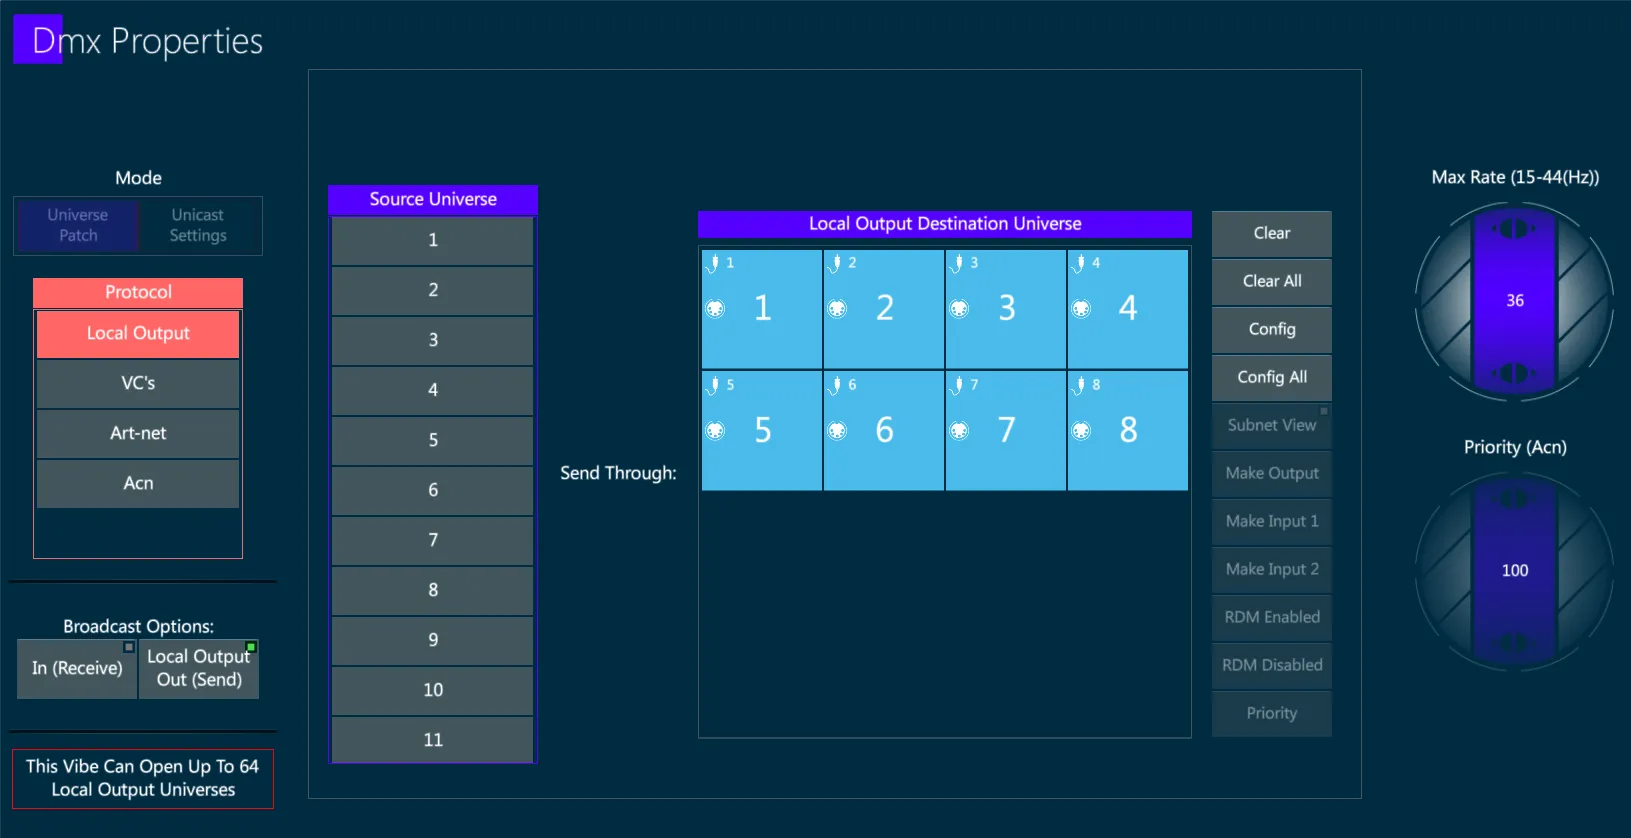 Dmx Properties
Mode
Universe
Patch
Unicast
Settings
Protocol
Local Output
VC's
Art-net
Acn
Broadcast Options:
In (Receive)
Local Output
Out (Send)
This Vibe Can Open Up To 64
Local Output Universes
Source Universe
1
2
3
4
5
6
7
8
9
10
11
Send Through:
Local Output Destination Universe
1
1
2
2
3
3
4
4
5
5
6
6
7
7
8
8
Clear
Clear All
Config
Config All
Subnet View
Make Output
Make Input 1
Make Input 2
RDM Enabled
RDM Disabled
Priority
Max Rate (15-44(Hz))
36
Priority (Acn)
100